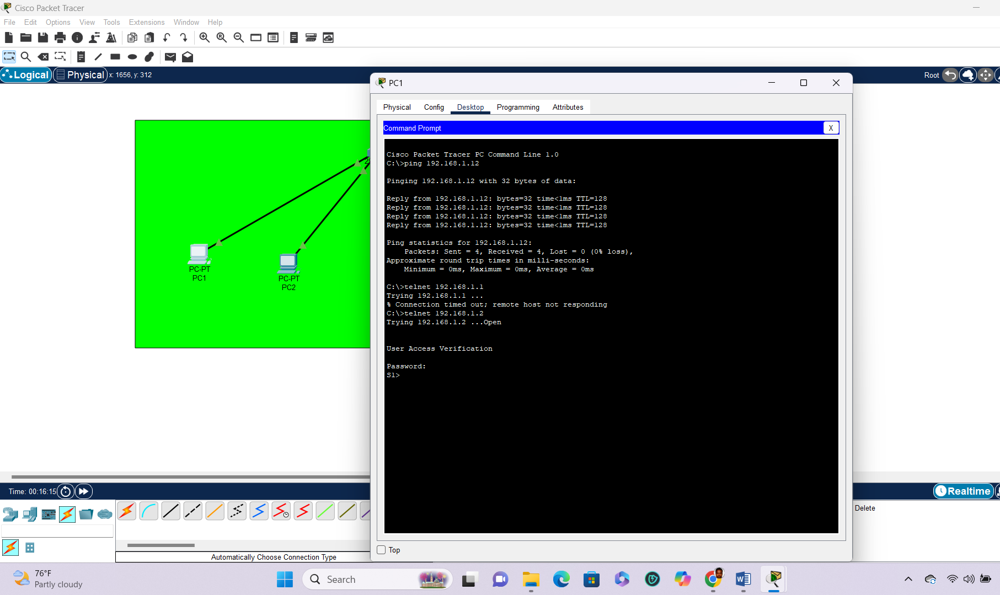 Cisco Packet Tracer
File Edit Options View Tools Extensions Window Help
Logical Physical x: 1656, y: 312
Root
PC1
Physical Config Desktop Programming Attributes
Command Prompt
X
Cisco Packet Tracer PC Command Line 1.0
C:\>ping 192.168.1.12
Pinging 192.168.1.12 with 32 bytes of data:
Reply from 192.168.1.12: bytes=32 time<1ms TTL=128
Reply from 192.168.1.12: bytes=32 time<1ms TTL=128
Reply from 192.168.1.12: bytes=32 time<1ms TTL=128
Reply from 192.168.1.12: bytes=32 time<1ms TTL=128
Ping statistics for 192.168.1.12:
Packets: Sent = 4, Received = 4, Lost = 0 (0% loss),
Approximate round trip times in milli-seconds:
Minimum = 0ms, Maximum = 0ms, Average = 0ms
C:\>telnet 192.168.1.1
Trying 192.168.1.1 ...
% Connection timed out; remote host not responding
C:\>telnet 192.168.1.2
Trying 192.168.1.2 ...Open
User Access Verification
Password:
S1>
Top
PC-PT
PC1
PC-PT
PC2
Time: 00:16:15
Realtime
Delete
Automatically Choose Connection Type
76°F
Partly cloudy
Search